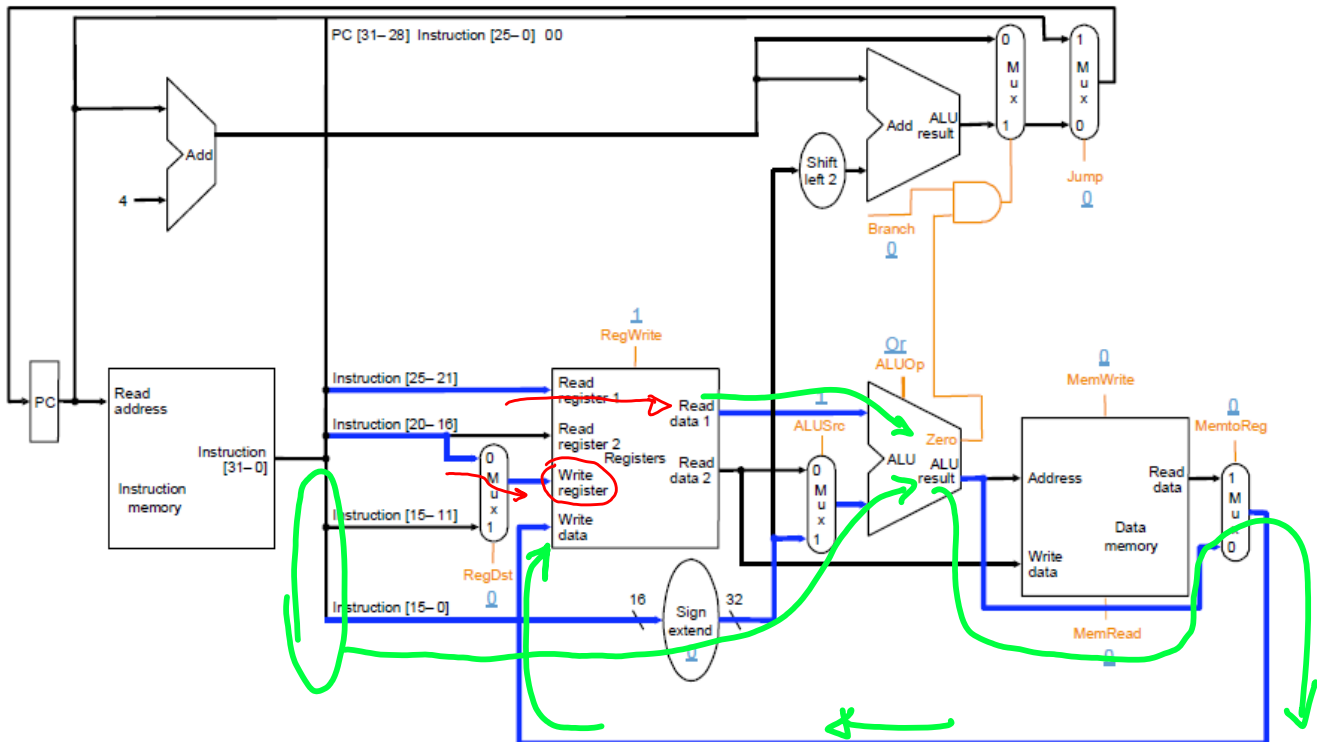 PC [31–28] Instruction [25–0] 00
0
M
u
x
1
1
M
u
x
0
Add
ALU
result
Add
4
Shift
left 2
Jump
0
Branch
0
1
RegWrite
Or
ALUOp
0
MemWrite
0
MemtoReg
PC
Read
address
Instruction
[31–0]
Instruction
memory
Instruction [25–21]
Instruction [20–16]
Instruction [15–11]
Instruction [15–0]
0
M
u
x
1
RegDst
0
Read
register 1
Read
register 2
Write
register
Write
data
Registers
Read
data 1
Read
data 2
1
ALUSrc
0
M
u
x
1
Zero
ALU
ALU
result
Address
Write
data
Read
data
Data
memory
1
M
u
x
0
MemRead
0
16
Sign
extend
0
32